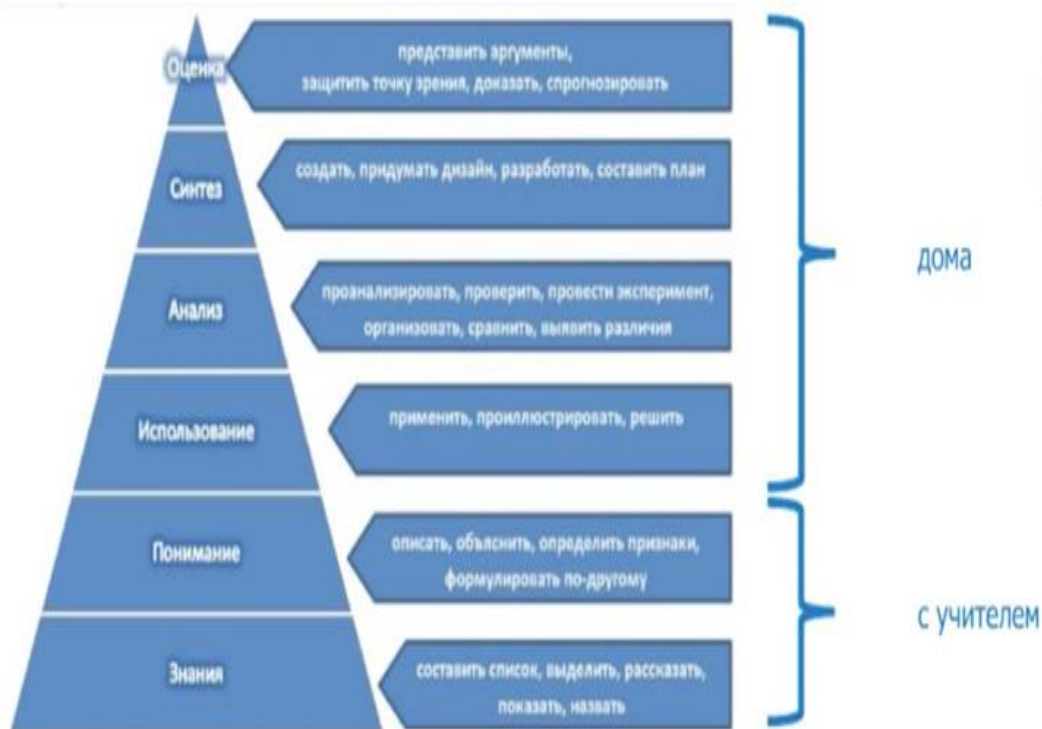 Оценка
представить аргументы,
защитить точку зрения, доказать, спрогнозировать
Синтез
создать, придумать дизайн, разработать, составить план
Анализ
проанализировать, проверить, провести эксперимент,
организовать, сравнить, выявить различия
дома
Использование
применить, проиллюстрировать, решить
Понимание
описать, объяснить, определить признаки,
формулировать по-другому
с учителем
Знания
составить список, выделить, рассказать,
показать, назвать